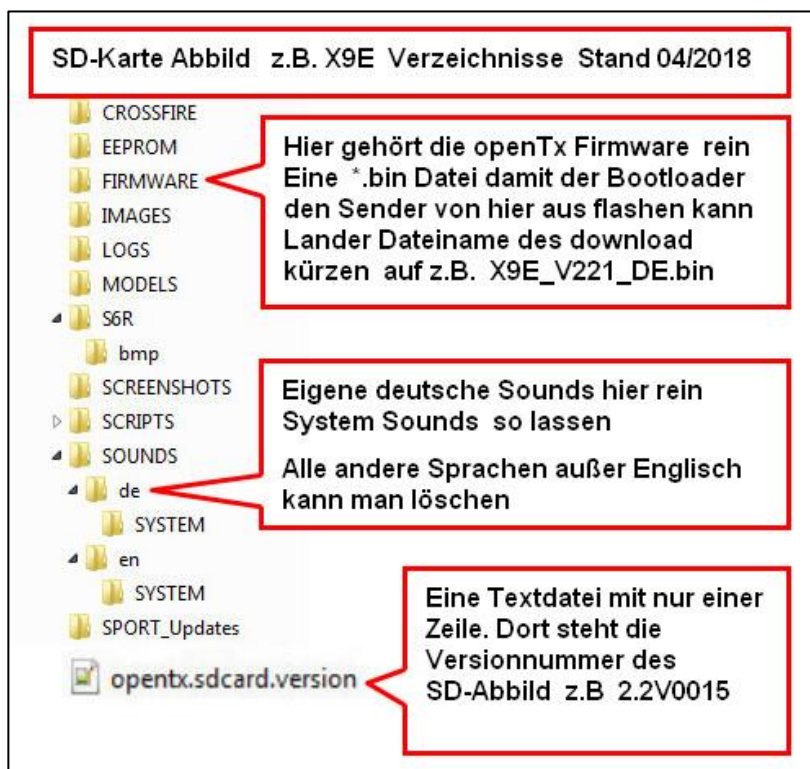 SD-Karte Abbild z.B. X9E Verzeichnisse Stand 04/2018
CROSSFIRE
EEPROM
FIRMWARE
IMAGES
LOGS
MODELS
S6R
bmp
SCREENSHOTS
SCRIPTS
SOUNDS
de
SYSTEM
en
SYSTEM
SPORT_Updates
opentx.sdcard.version
Hier gehört die openTx Firmware rein
Eine *.bin Datei damit der Bootloader
den Sender von hier aus flashen kann
Lander Dateiname des download
kürzen auf z.B. X9E_V221_DE.bin
Eigene deutsche Sounds hier rein
System Sounds so lassen
Alle andere Sprachen außer Englisch
kann man löschen
Eine Textdatei mit nur einer
Zeile. Dort steht die
Versionnummer des
SD-Abbild z.B 2.2V0015